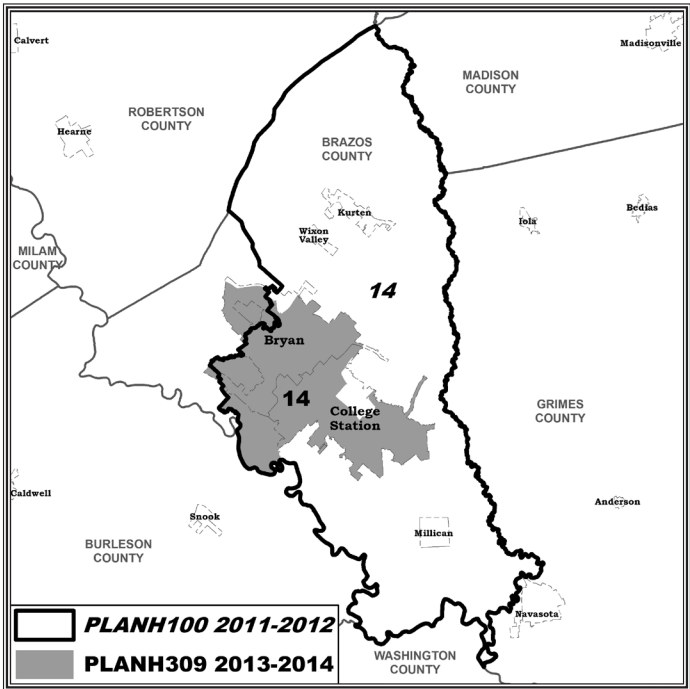 Calvert
Madisonville
MADISON
COUNTY
ROBERTSON
COUNTY
Hearne
BRAZOS
COUNTY
Kurten
Wixon
Valley
Iola
Bedias
MILAM
COUNTY
14
Bryan
14
College
Station
GRIMES
COUNTY
Caldwell
Snook
Anderson
Millican
BURLESON
COUNTY
Navasota
PLANH100 2011-2012
PLANH309 2013-2014
WASHINGTON
COUNTY